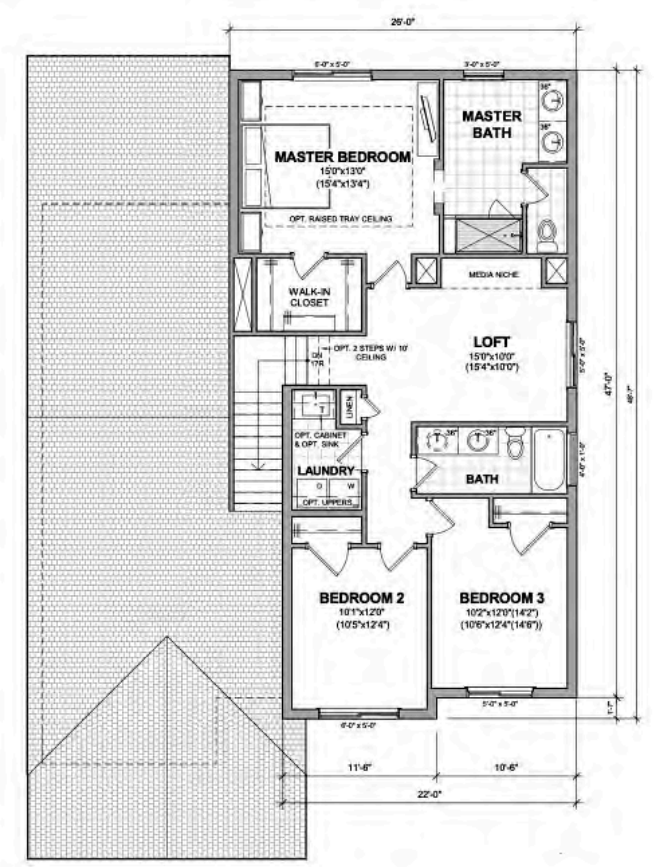 26'-0"
6'-0" x 5'-0"
3'-0" x 5'-0"
36"
MASTER
BATH
36"
MASTER BEDROOM
15'0"x13'0"
(15'4"x13'4")
OPT. RAISED TRAY CEILING
MEDIA NICHE
WALK-IN
CLOSET
LOFT
15'0"x10'0"
(15'4"x10'0")
OPT. 2 STEPS W/ 10'
CEILING
DN
17R
5'-0" x 5'-0"
47'-0"
LINEN
T
OPT. CABINET
& OPT. SINK
LAUNDRY
D W
OPT. UPPERS
36" 36"
BATH
4'-0" x 1'-0"
BEDROOM 2
10'1"x12'0"
(10'5"x12'4")
BEDROOM 3
10'2"x12'0"(14'2")
(10'6"x12'4"(14'6"))
6'-0" x 5'-0"
5'-0" x 5'-0"
1'-7"
11'-6"
10'-6"
22'-0"